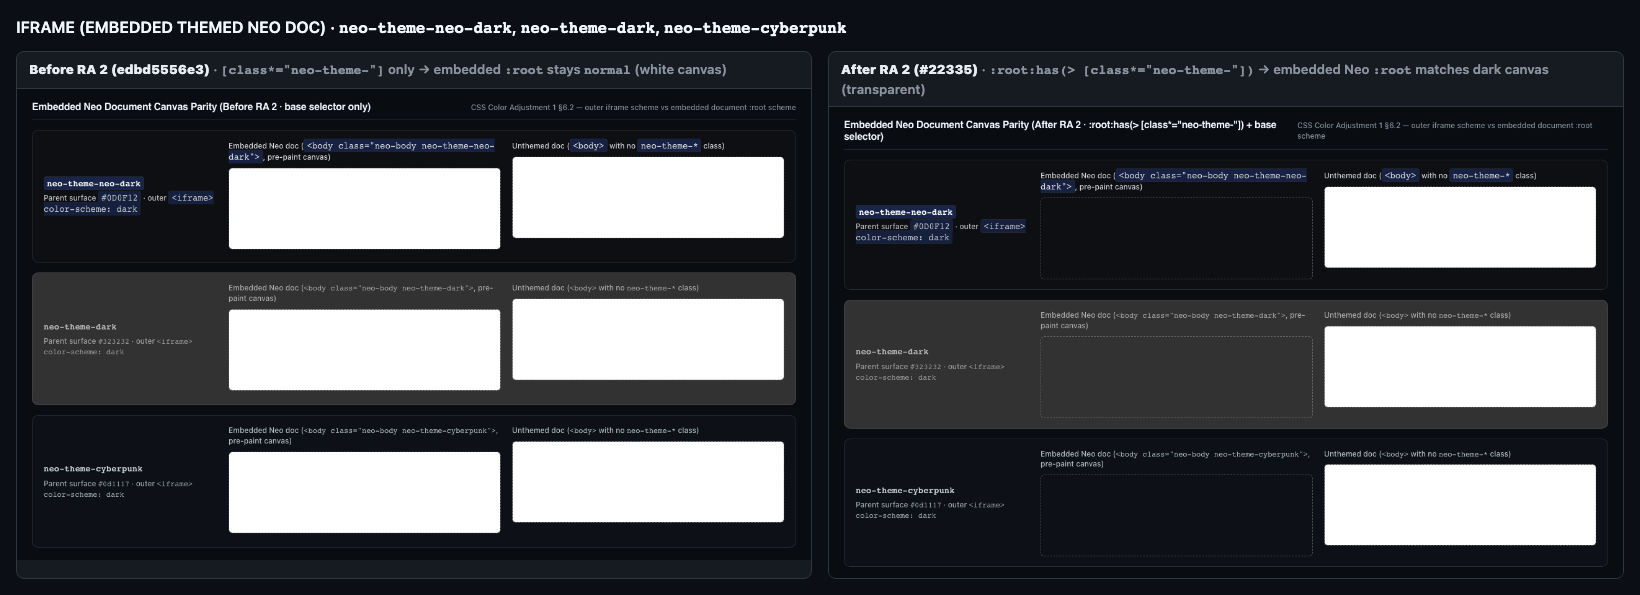 IFRAME (EMBEDDED THEMED NEO DOC) · neo-theme-neo-dark, neo-theme-dark, neo-theme-cyberpunk
Before RA 2 (edbd5556e3) · [class*="neo-theme-"] only → embedded :root stays normal (white canvas)
Embedded Neo Document Canvas Parity (Before RA 2 · base selector only)
CSS Color Adjustment 1 §6.2 — outer iframe scheme vs embedded document :root scheme
neo-theme-neo-dark
Parent surface #0D0F12 · outer <iframe>
color-scheme: dark
Embedded Neo doc (<body class="neo-body neo-theme-neo-
dark">, pre-paint canvas)
Unthemed doc (<body> with no neo-theme-* class)
neo-theme-dark
Parent surface #323232 · outer <iframe>
color-scheme: dark
Embedded Neo doc (<body class="neo-body neo-theme-dark">, pre-
paint canvas)
Unthemed doc (<body> with no neo-theme-* class)
neo-theme-cyberpunk
Parent surface #0d1117 · outer <iframe>
color-scheme: dark
Embedded Neo doc (<body class="neo-body neo-theme-cyberpunk">,
pre-paint canvas)
Unthemed doc (<body> with no neo-theme-* class)
After RA 2 (#22335) · :root:has(> [class*="neo-theme-"]) → embedded Neo :root matches dark canvas
(transparent)
Embedded Neo Document Canvas Parity (After RA 2 · :root:has(> [class*="neo-theme-"]) + base
selector)
CSS Color Adjustment 1 §6.2 — outer iframe scheme vs embedded document :root
scheme
neo-theme-neo-dark
Parent surface #0D0F12 · outer <iframe>
color-scheme: dark
Embedded Neo doc (<body class="neo-body neo-theme-neo-
dark">, pre-paint canvas)
Unthemed doc (<body> with no neo-theme-* class)
neo-theme-dark
Parent surface #323232 · outer <iframe>
color-scheme: dark
Embedded Neo doc (<body class="neo-body neo-theme-dark">, pre-
paint canvas)
Unthemed doc (<body> with no neo-theme-* class)
neo-theme-cyberpunk
Parent surface #0d1117 · outer <iframe>
color-scheme: dark
Embedded Neo doc (<body class="neo-body neo-theme-cyberpunk">,
pre-paint canvas)
Unthemed doc (<body> with no neo-theme-* class)